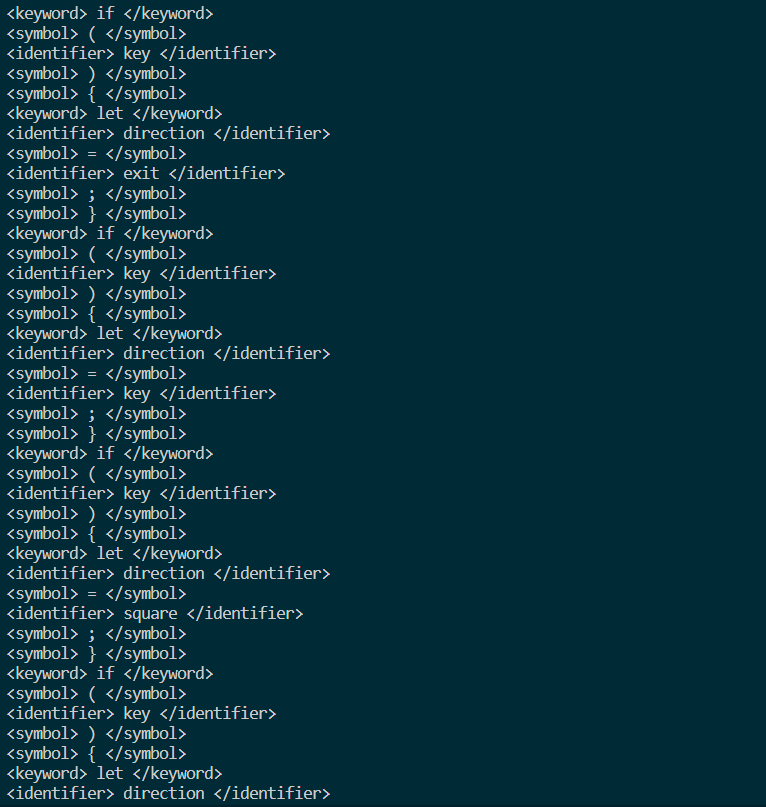 <keyword> if </keyword>
<symbol> ( </symbol>
<identifier> key </identifier>
<symbol> ) </symbol>
<symbol> { </symbol>
<keyword> let </keyword>
<identifier> direction </identifier>
<symbol> = </symbol>
<identifier> exit </identifier>
<symbol> ; </symbol>
<symbol> } </symbol>
<keyword> if </keyword>
<symbol> ( </symbol>
<identifier> key </identifier>
<symbol> ) </symbol>
<symbol> { </symbol>
<keyword> let </keyword>
<identifier> direction </identifier>
<symbol> = </symbol>
<identifier> key </identifier>
<symbol> ; </symbol>
<symbol> } </symbol>
<keyword> if </keyword>
<symbol> ( </symbol>
<identifier> key </identifier>
<symbol> ) </symbol>
<symbol> { </symbol>
<keyword> let </keyword>
<identifier> direction </identifier>
<symbol> = </symbol>
<identifier> square </identifier>
<symbol> ; </symbol>
<symbol> } </symbol>
<keyword> if </keyword>
<symbol> ( </symbol>
<identifier> key </identifier>
<symbol> ) </symbol>
<symbol> { </symbol>
<keyword> let </keyword>
<identifier> direction </identifier>